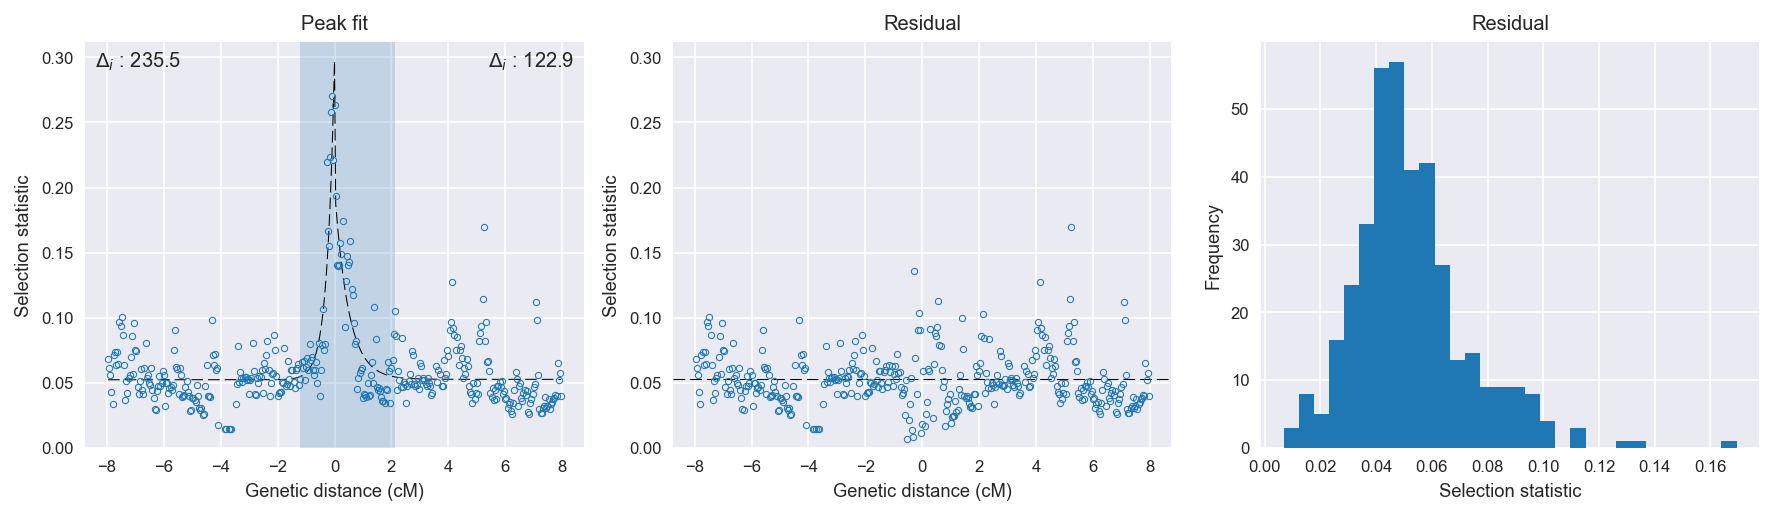 Peak fit
Δi : 235.5
Δi : 122.9
Selection statistic
0.30
0.25
0.20
0.15
0.10
0.05
0.00
−8 −6 −4 −2 0 2 4 6 8
Genetic distance (cM)
Residual
Selection statistic
0.30
0.25
0.20
0.15
0.10
0.05
0.00
−8 −6 −4 −2 0 2 4 6 8
Genetic distance (cM)
Residual
Frequency
50
40
30
20
10
0
0.00 0.02 0.04 0.06 0.08 0.10 0.12 0.14 0.16
Selection statistic